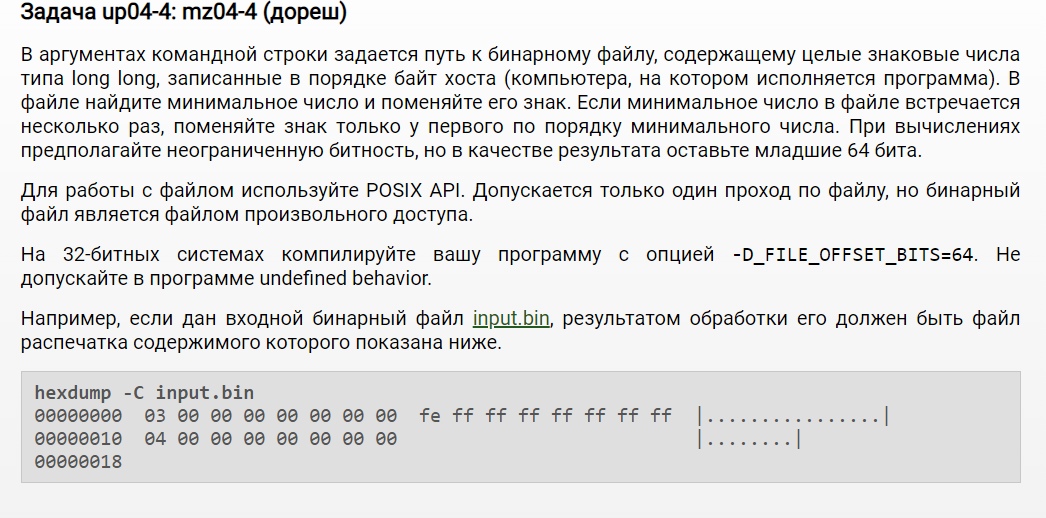 Задача up04-4: mz04-4 (дореш)
В аргументах командной строки задается путь к бинарному файлу, содержащему целые знаковые числа
типа long long, записанные в порядке байт хоста (компьютера, на котором исполняется программа). В
файле найдите минимальное число и поменяйте его знак. Если минимальное число в файле встречается
несколько раз, поменяйте знак только у первого по порядку минимального числа. При вычислениях
предполагайте неограниченную битность, но в качестве результата оставьте младшие 64 бита.
Для работы с файлом используйте POSIX API. Допускается только один проход по файлу, но бинарный
файл является файлом произвольного доступа.
На 32-битных системах компилируйте вашу программу с опцией -D_FILE_OFFSET_BITS=64. Не
допускайте в программе undefined behavior.
Например, если дан входной бинарный файл input.bin, результатом обработки его должен быть файл
распечатка содержимого которого показана ниже.
hexdump -C input.bin
00000000  03 00 00 00 00 00 00 00  fe ff ff ff ff ff ff ff  |................|
00000010  04 00 00 00 00 00 00 00                           |........|
00000018